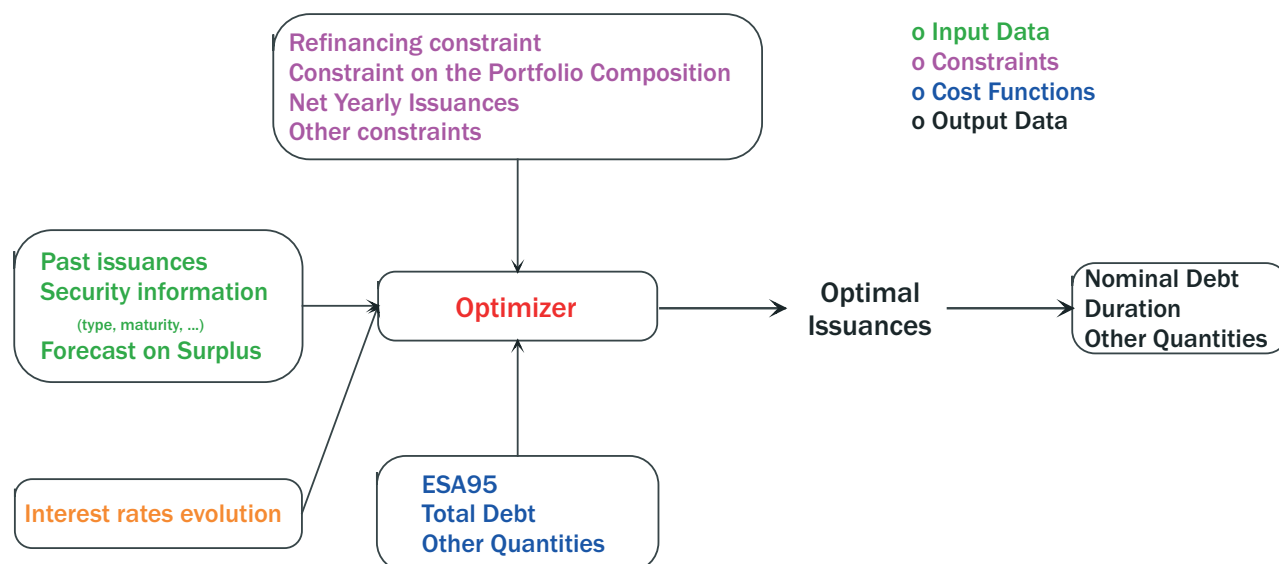 Refinancing constraint
Constraint on the Portfolio Composition
Net Yearly Issuances
Other constraints
o Input Data
o Constraints
o Cost Functions
o Output Data
Past issuances
Security information
(type, maturity, ...)
Forecast on Surplus
Optimizer
Optimal
Issuances
Nominal Debt
Duration
Other Quantities
Interest rates evolution
ESA95
Total Debt
Other Quantities